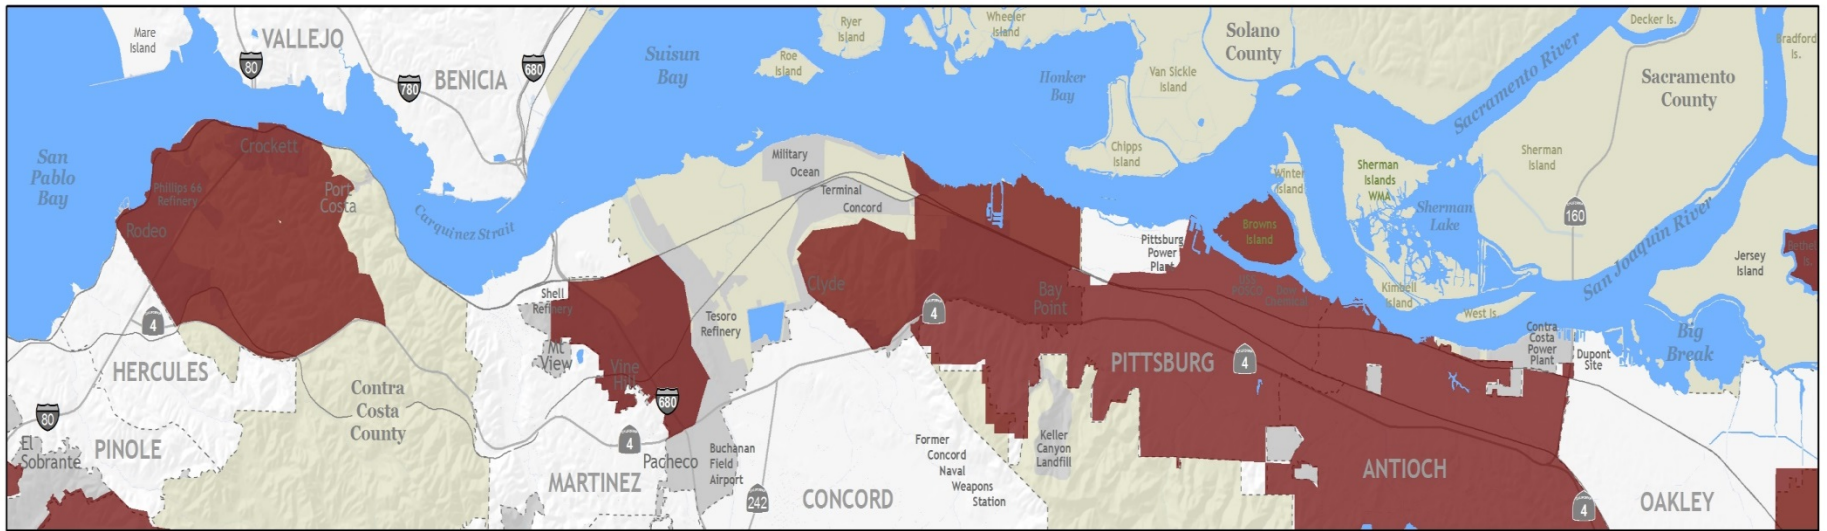 Mare
Island
VALLEJO
80
780
BENICIA
680
Suisun
Bay
Ryer
Island
Roe
Island
Wheeler
Island
Honker
Bay
Van Sickle
Island
Solano
County
Decker Is.
Bradford
Is.
Sacramento
County
Sacramento River
Chipps
Island
Winter
Island
Sherman
Islands
WMA
Sherman
Lake
Sherman
Island
160
San Joaquin River
Jersey
Island
Bethel
Is.
San
Pablo
Bay
Crockett
Phillips 66
Refinery
Port
Costa
Rodeo
Carquinez Strait
Military
Ocean
Terminal
Concord
Browns
Island
Pittsburg
Power
Plant
Clyde
Bay
Point
Chemical
Kimbell
Island
West Is.
Big
Break
Shell
Refinery
Tesoro
Refinery
4
4
HERCULES
Mt
View
Vine
Hill
680
PITTSBURG
4
Contra
Costa
Power
Plant
Dupont
Site
Contra
Costa
County
80
El
Sobrante
PINOLE
4
Pacheco
MARTINEZ
Buchanan
Field
Airport
242
CONCORD
Former
Concord
Naval
Weapons
Station
Keller
Canyon
Landfill
ANTIOCH
4
OAKLEY